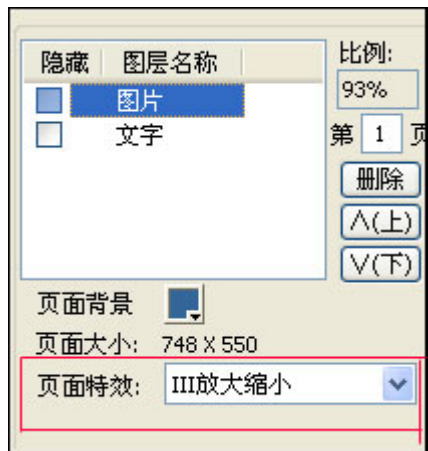 隐藏 图层名称
图片
文字
比例:
93%
第 1 页
删除
∧(上)
∨(下)
页面背景
页面大小: 748 X 550
页面特效: III放大缩小